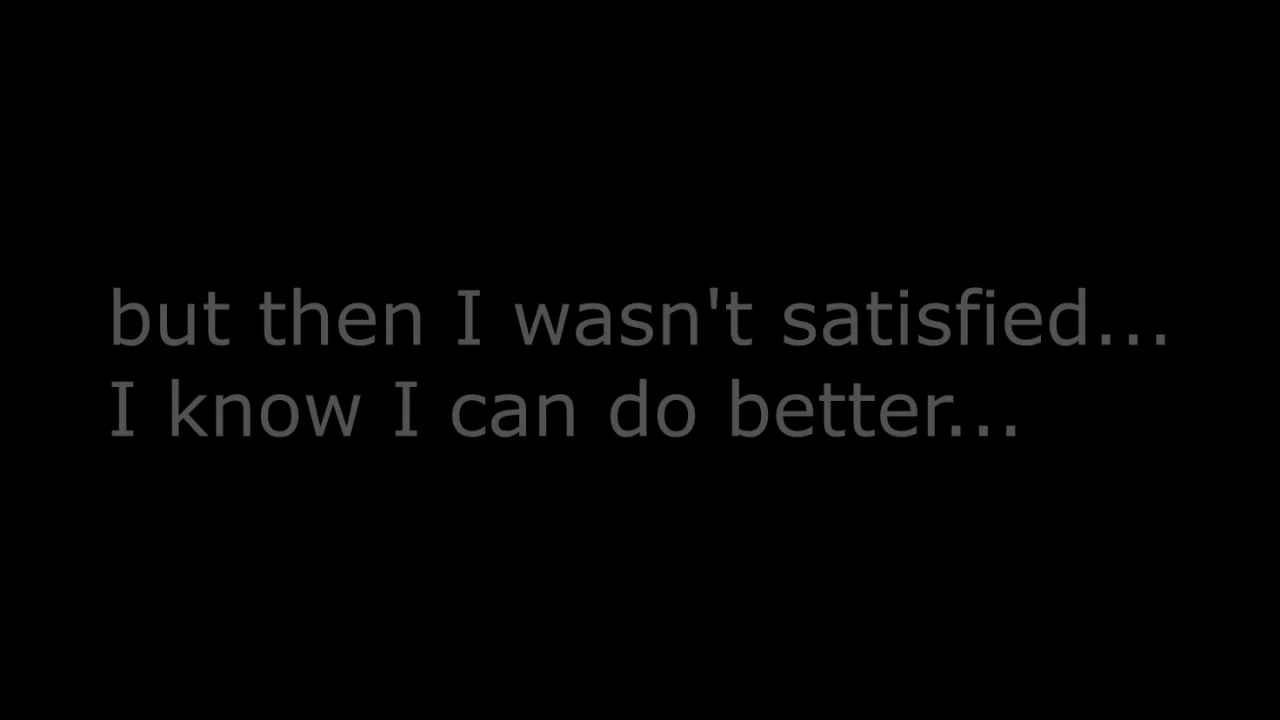 but then I wasn't satisfied...
I know I can do better...